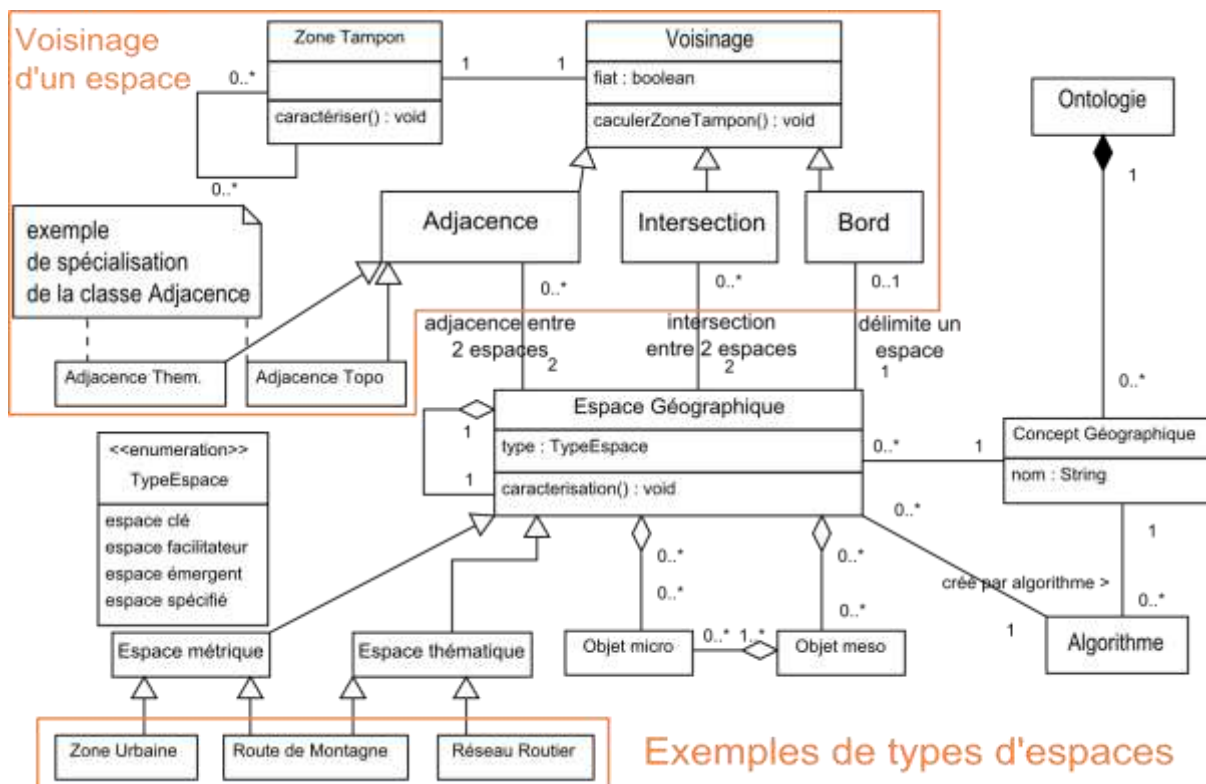 Voisinage
d'un espace
Zone Tampon
caractériser() : void
0..*
0..*
1
1
Voisinage
fiat : boolean
caculerZoneTampon() : void
Ontologie
1
0..*
Adjacence
Intersection
Bord
exemple
de spécialisation
de la classe Adjacence
Adjacence Them.
Adjacence Topo
0..*
0..*
0..1
adjacence entre
2 espaces
intersection
entre 2 espaces
délimite un
espace
2
2
1
Espace Géographique
type : TypeEspace
caracterisation() : void
1
1
0..*
1
Concept Géographique
nom : String
<<enumeration>>
TypeEspace
espace clé
espace facilitateur
espace émergent
espace spécifié
0..*
0..*
0..*
0..*
0..*
1
0..*
crée par algorithme >
1
Espace métrique
Espace thématique
Objet micro
0..*
1..*
Objet meso
Algorithme
Zone Urbaine
Route de Montagne
Réseau Routier
Exemples de types d'espaces